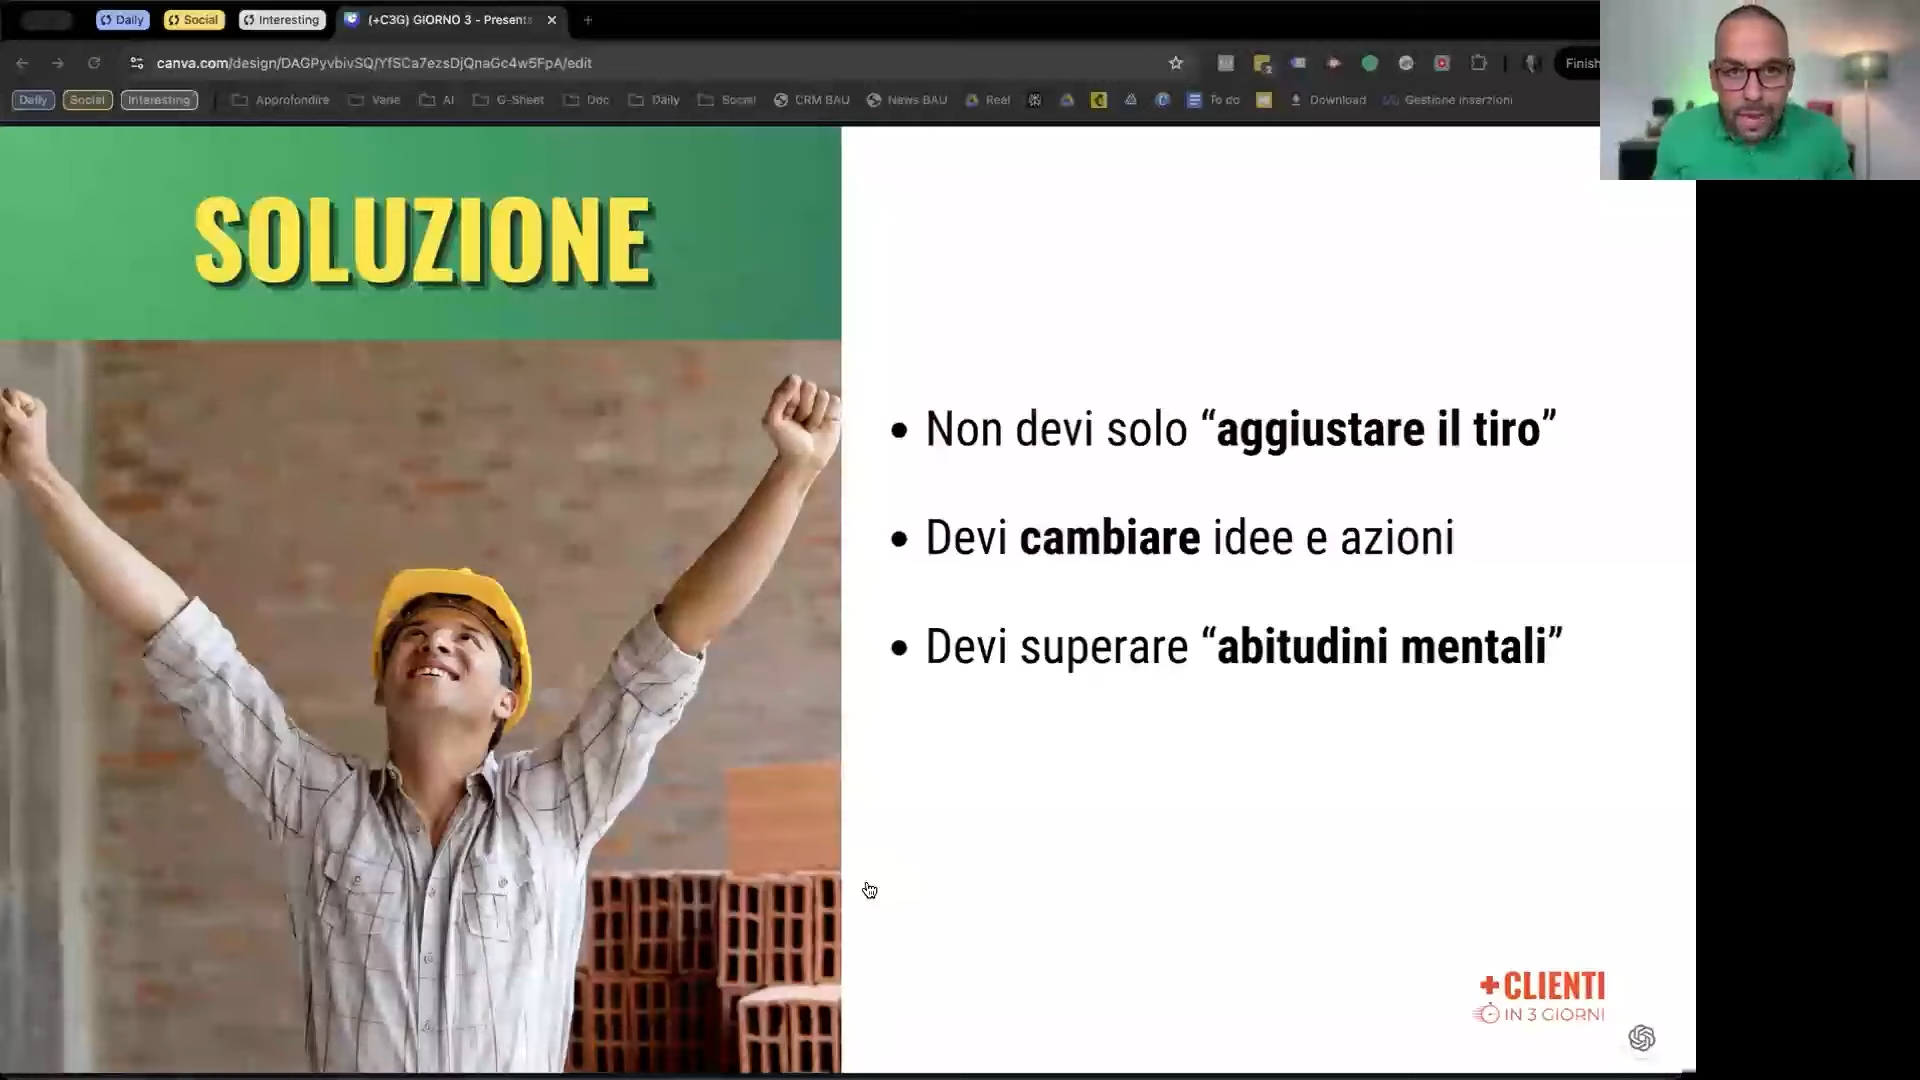 Daily
Social
Interesting
(+C3G) GIORNO 3 - Present
canva.com/design/DAGPyvbivSQ/YfSCa7ezsDjQnaGc4w5FpA/edit
Finish
Daily
Social
Interesting
Approfondire
Varie
AI
G-Sheet
Doc
Daily
Social
CRM BAU
News BAU
Real
To do
Download
Gestione inserzioni
SOLUZIONE
• Non devi solo “aggiustare il tiro”
• Devi cambiare idee e azioni
• Devi superare “abitudini mentali”
+CLIENTI
IN 3 GIORNI